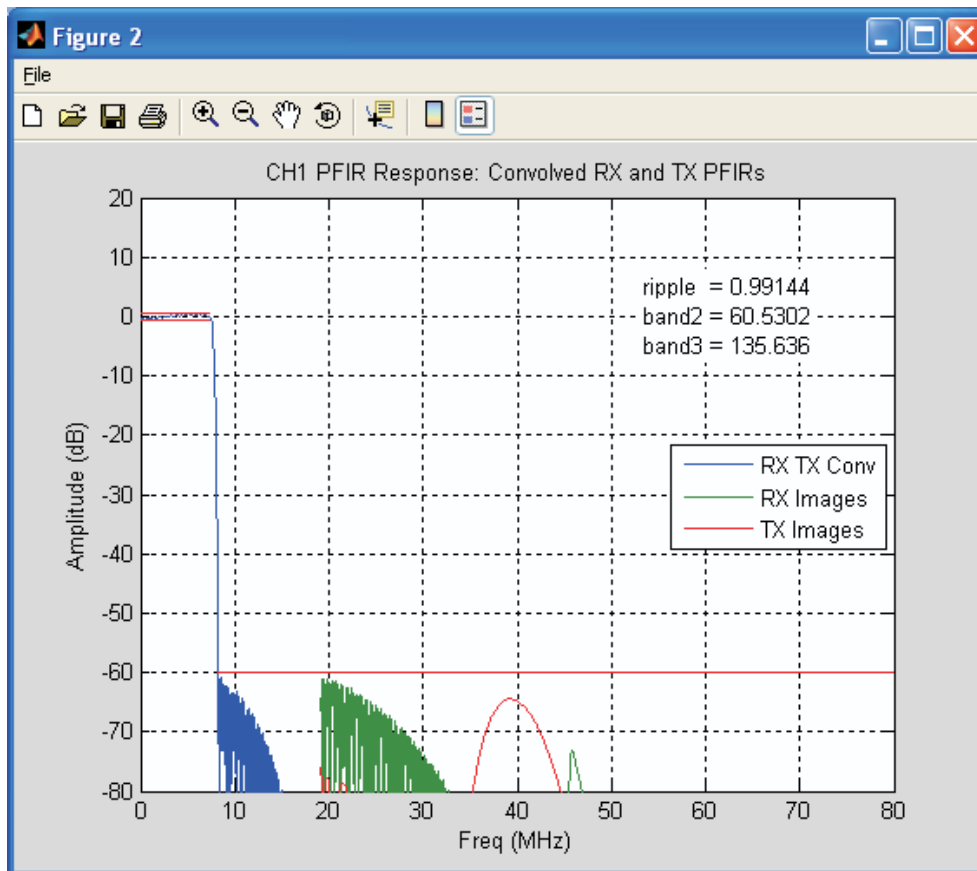 Figure 2
File
CH1 PFIR Response: Convolved RX and TX PFIRs
20
10
0
-10
-20
-30
-40
-50
-60
-70
-80
Amplitude (dB)
ripple = 0.99144
band2 = 60.5302
band3 = 135.636
RX TX Conv
RX Images
TX Images
0
10
20
30
40
50
60
70
80
Freq (MHz)